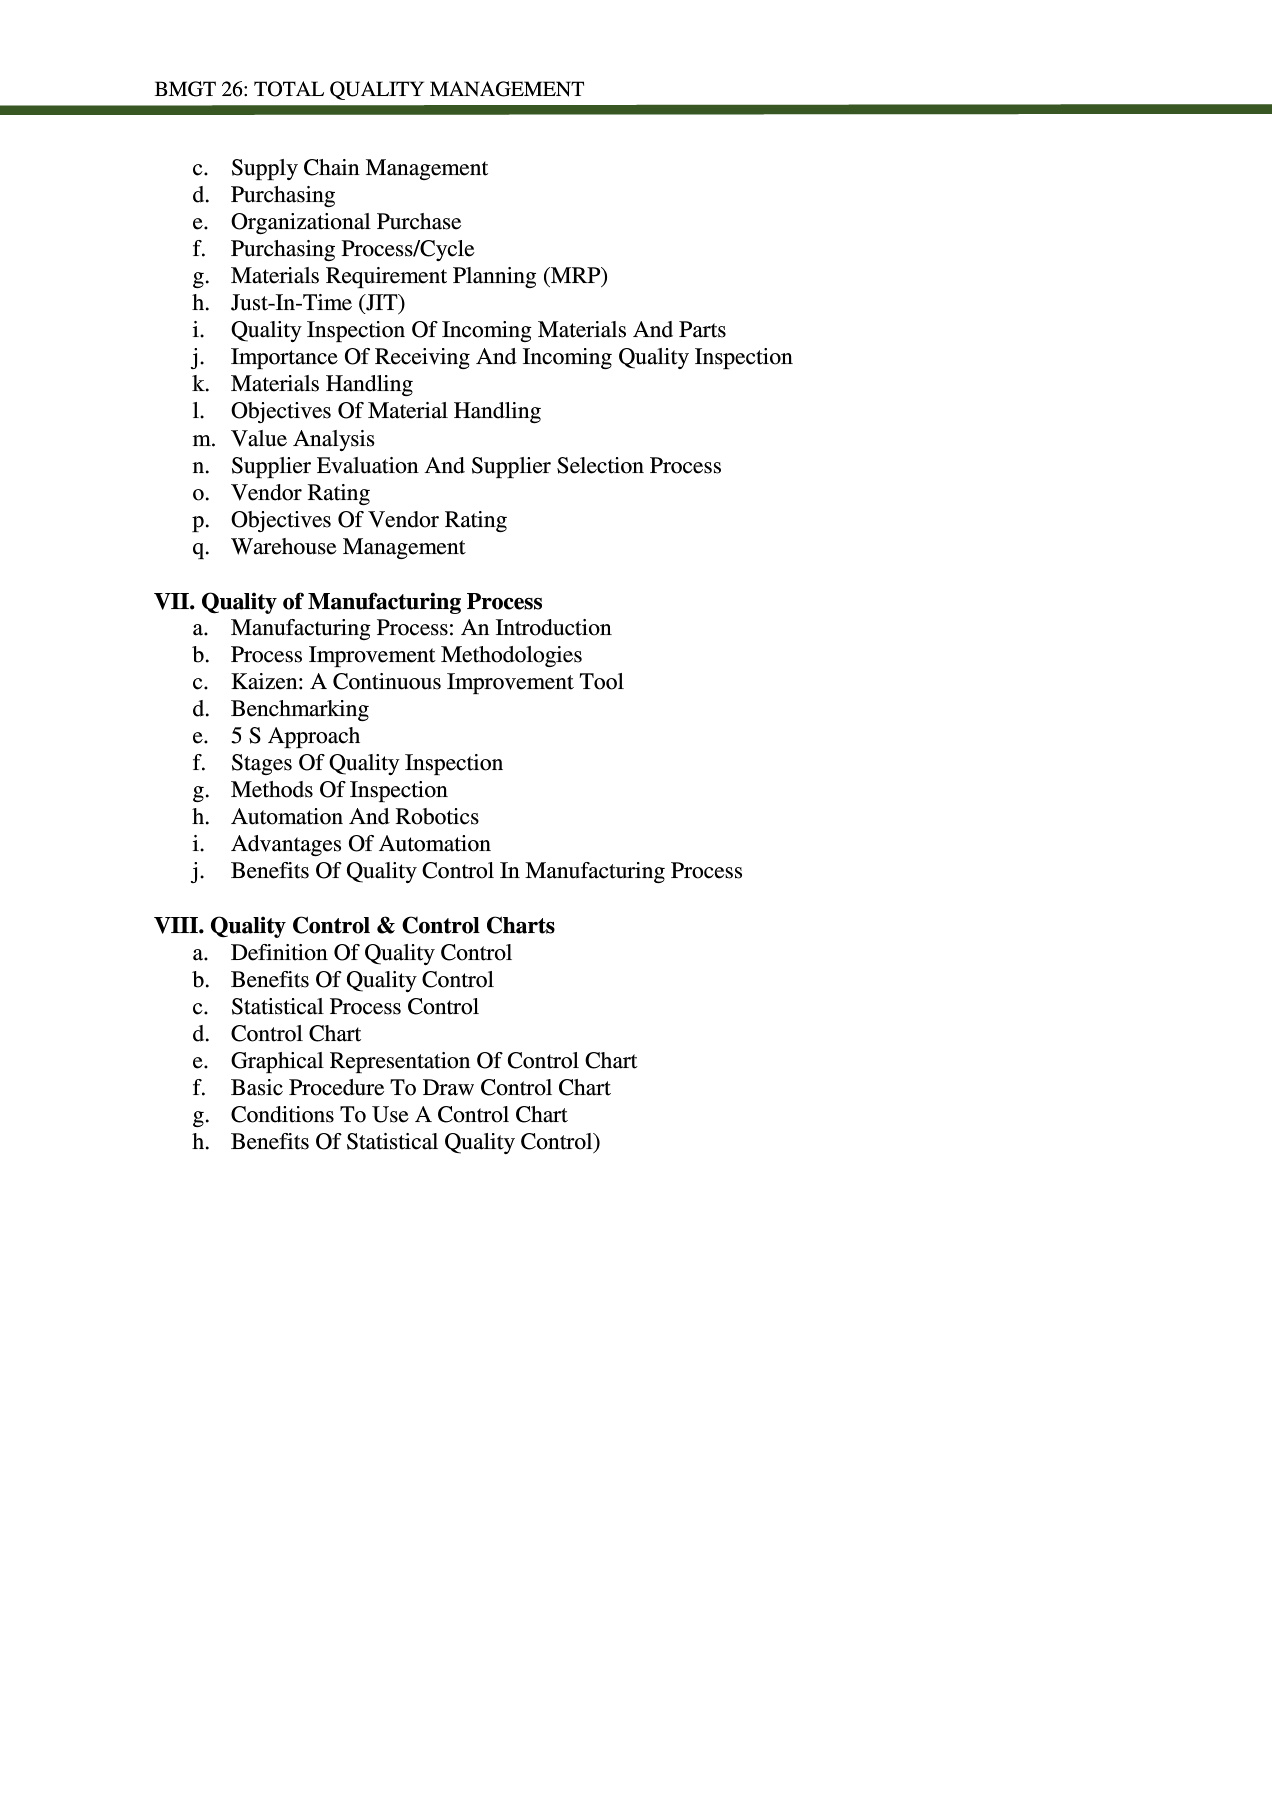 BMGT 26: TOTAL QUALITY MANAGEMENT
c. Supply Chain Management
d. Purchasing
e. Organizational Purchase
f. Purchasing Process/Cycle
g. Materials Requirement Planning (MRP)
h. Just-In-Time (JIT)
i. Quality Inspection Of Incoming Materials And Parts
j. Importance Of Receiving And Incoming Quality Inspection
k. Materials Handling
l. Objectives Of Material Handling
m. Value Analysis
n. Supplier Evaluation And Supplier Selection Process
o. Vendor Rating
p. Objectives Of Vendor Rating
q. Warehouse Management
VII. Quality of Manufacturing Process
a. Manufacturing Process: An Introduction
b. Process Improvement Methodologies
c. Kaizen: A Continuous Improvement Tool
d. Benchmarking
e. 5 S Approach
f. Stages Of Quality Inspection
g. Methods Of Inspection
h. Automation And Robotics
i. Advantages Of Automation
j. Benefits Of Quality Control In Manufacturing Process
VIII. Quality Control & Control Charts
a. Definition Of Quality Control
b. Benefits Of Quality Control
c. Statistical Process Control
d. Control Chart
e. Graphical Representation Of Control Chart
f. Basic Procedure To Draw Control Chart
g. Conditions To Use A Control Chart
h. Benefits Of Statistical Quality Control)